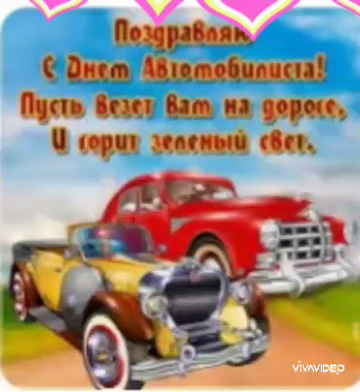 Поздравляю
С Днем Автомобилиста!
Пусть везет Вам на дороге,
И горит зеленый свет.
VIVAVIDEO